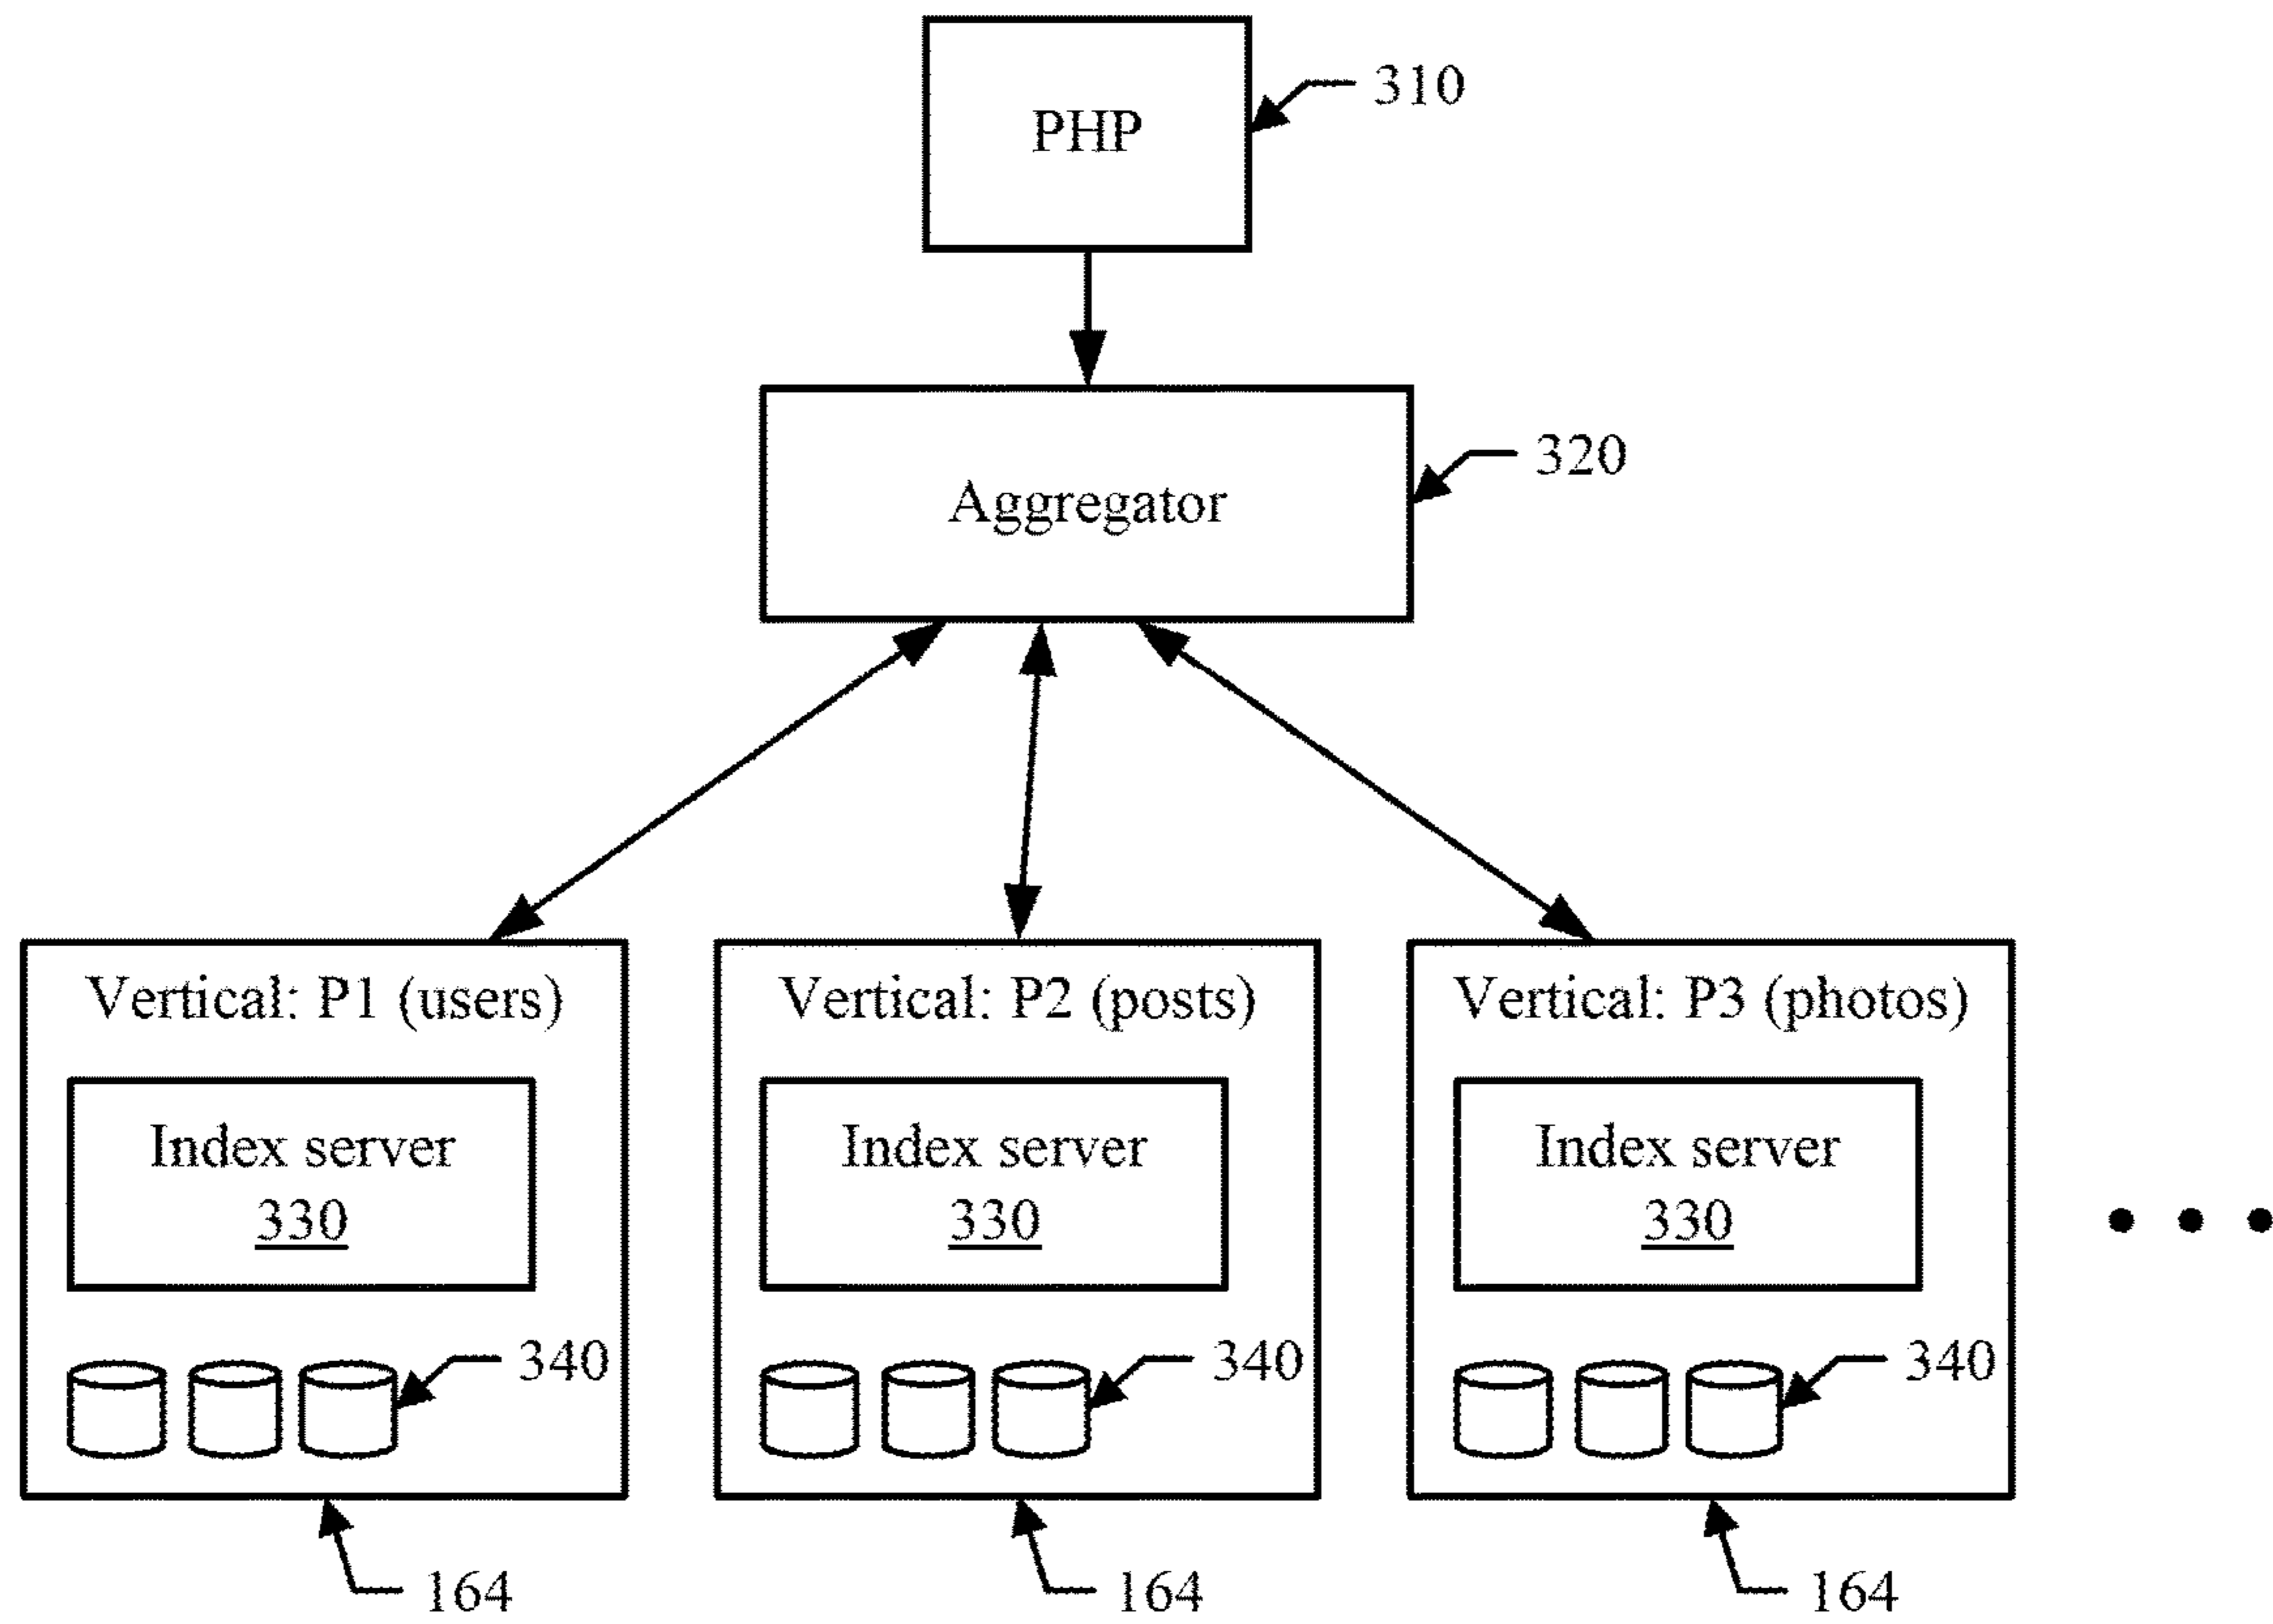 PHP
310
Aggregator
320
Vertical: P1 (users)
Index server
330
340
164
Vertical: P2 (posts)
Index server
330
340
164
Vertical: P3 (photos)
Index server
330
340
164